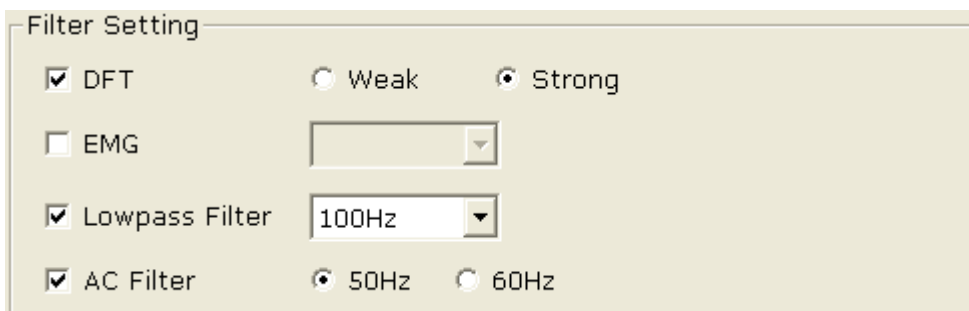 Filter Setting
DFT Weak Strong
EMG
Lowpass Filter 100Hz
AC Filter 50Hz 60Hz